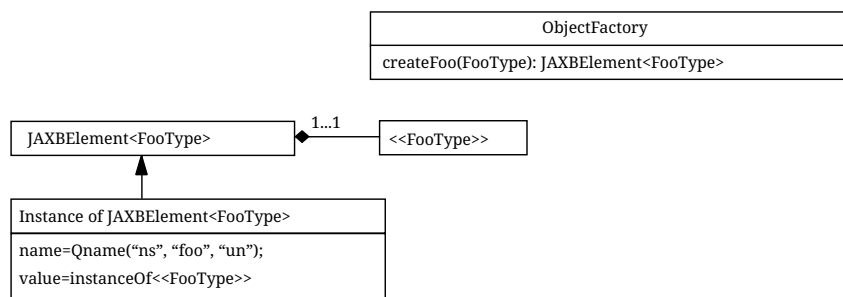 ObjectFactory
createFoo(FooType): JAXBElement<FooType>
JAXBElement<FooType>
1...1
<<FooType>>
Instance of JAXBElement<FooType>
name=Qname(“ns”, “foo”, “un”);
value=instanceOf<<FooType>>